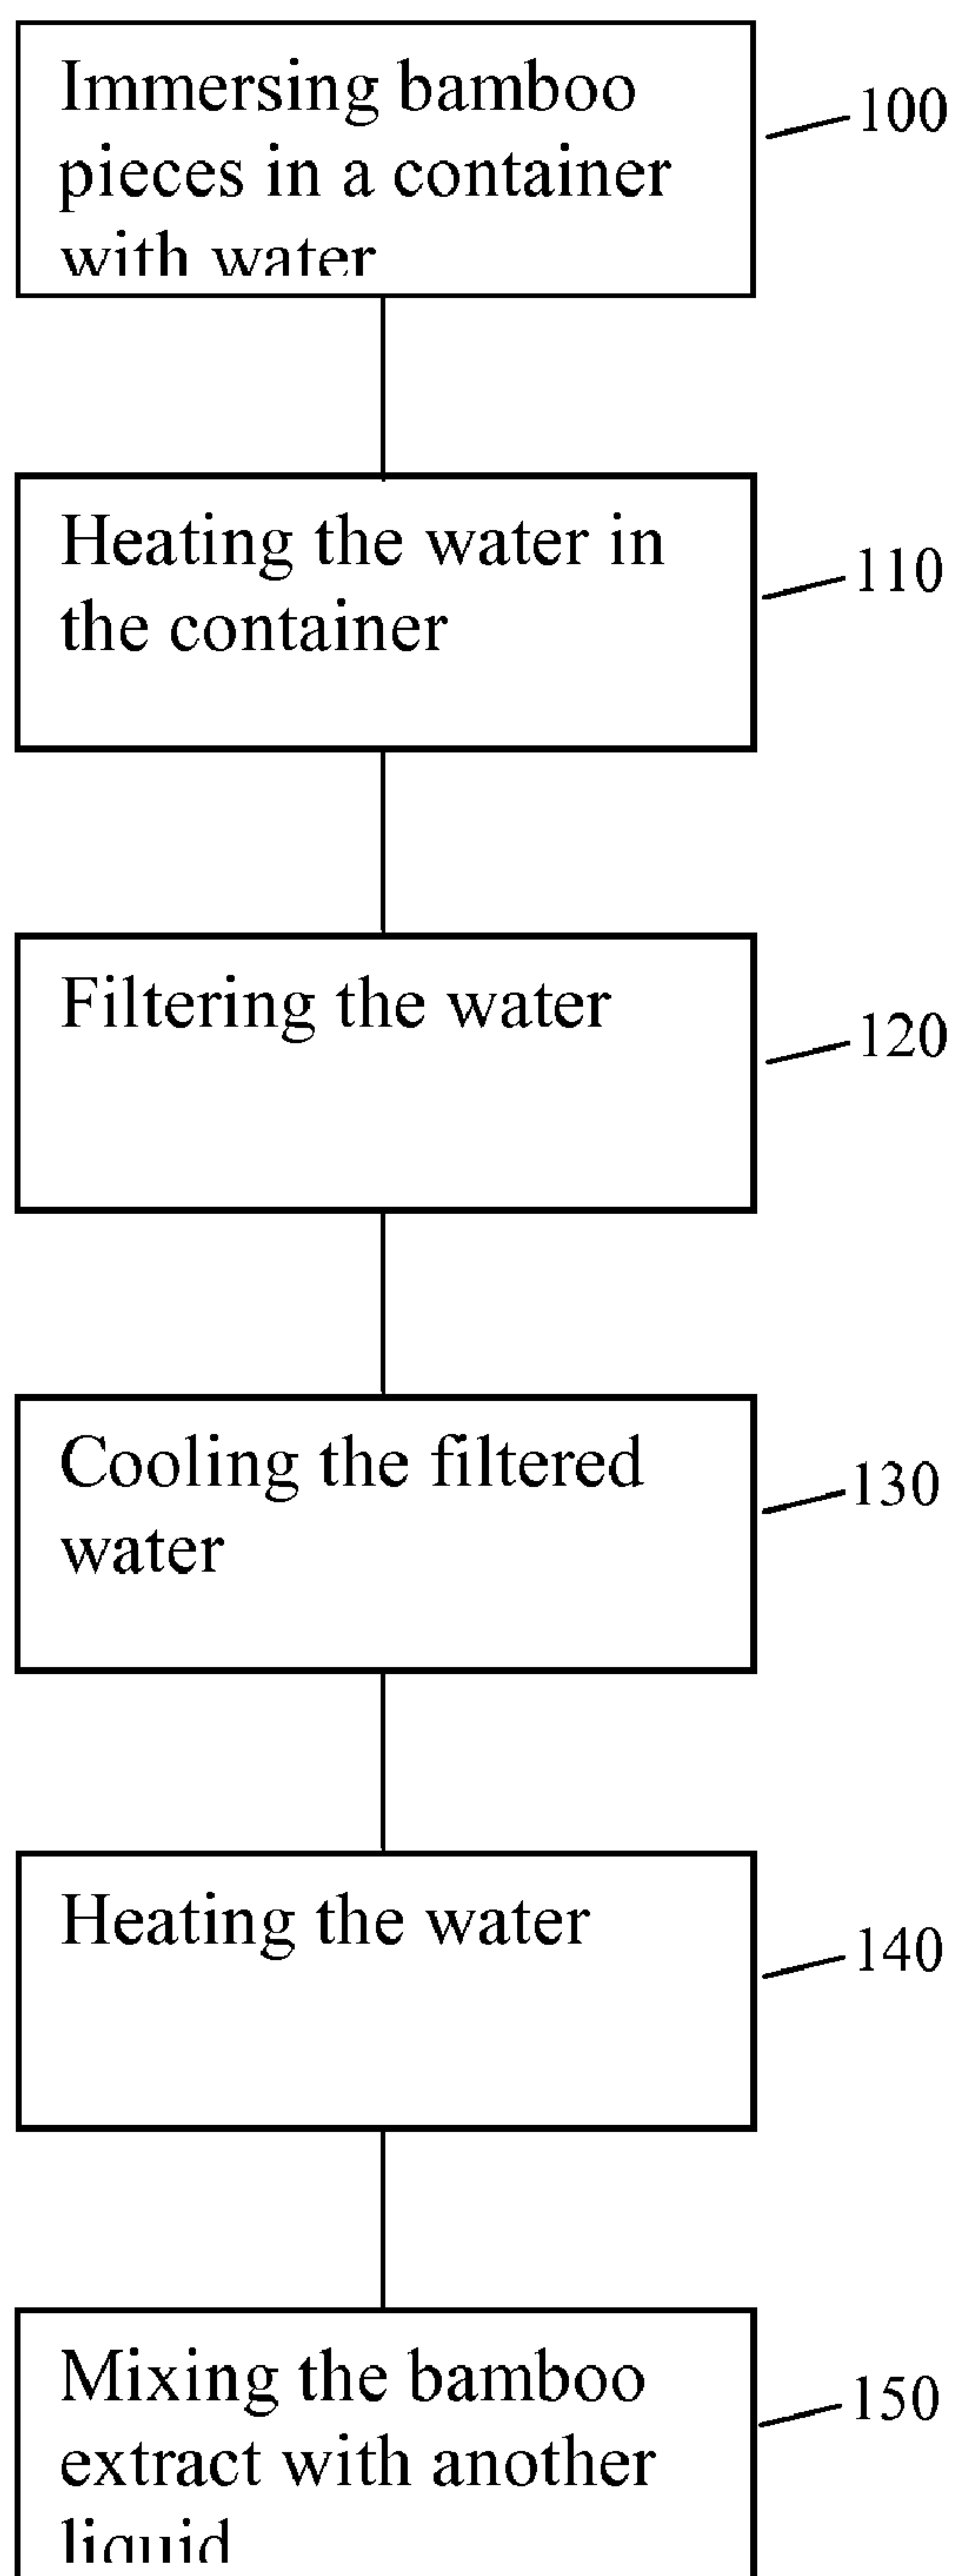 Immersing bamboo
100
pieces in a container
with water
Heating the water in
110
the container
Filtering the water
120
Cooling the filtered
130
water
Heating the water
140
Mixing the bamboo
150
extract with another
liquid